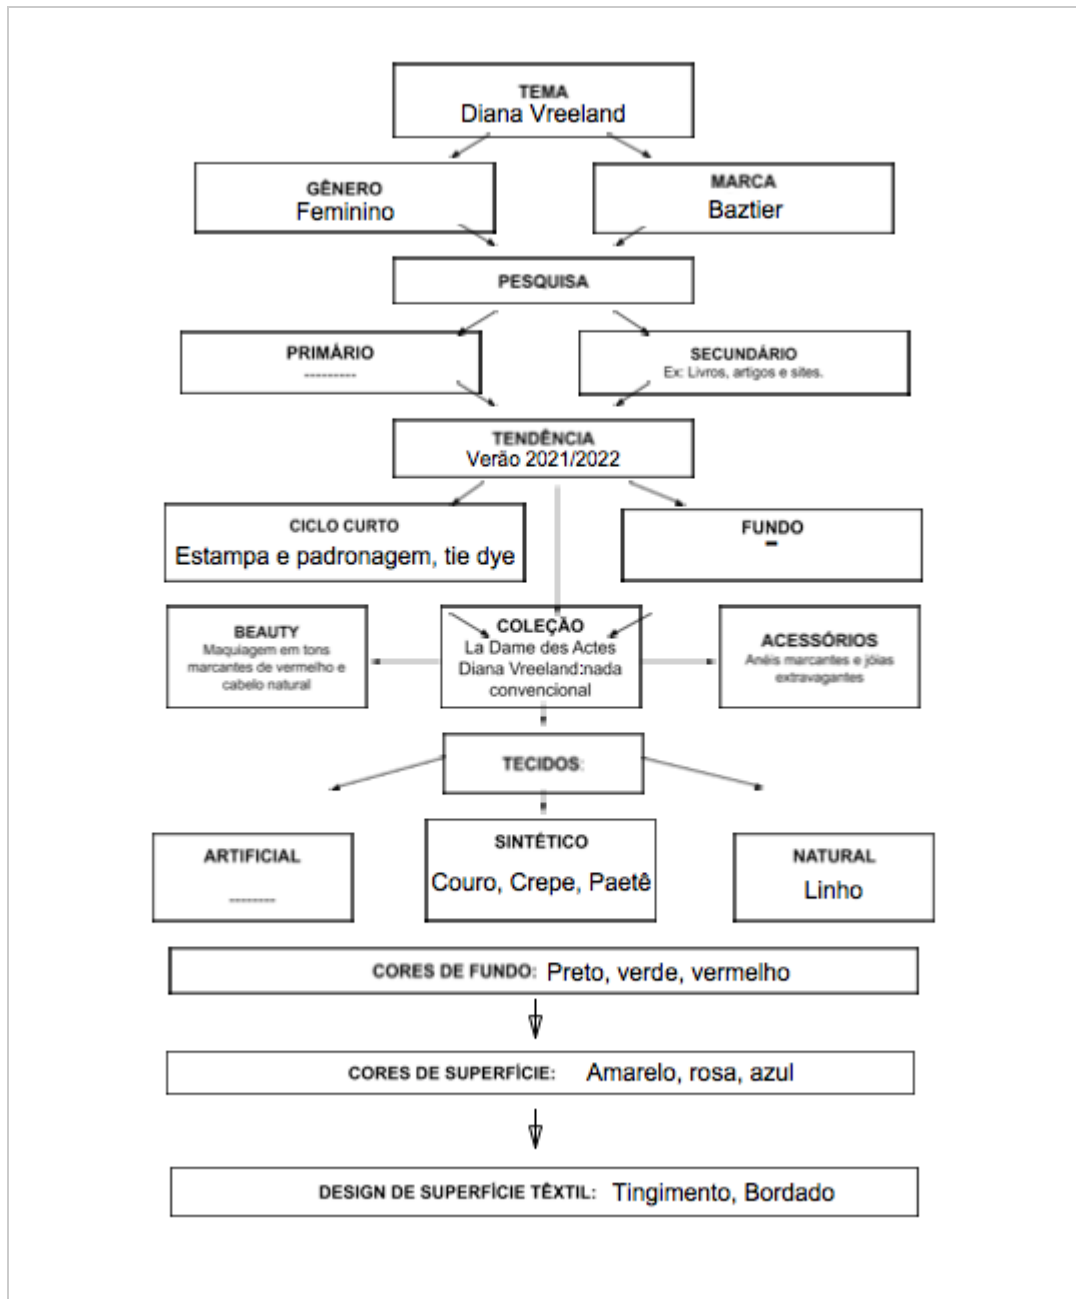 TEMA
Diana Vreeland
GÊNERO
Feminino
MARCA
Baztier
PESQUISA
PRIMÁRIO
---------
SECUNDÁRIO
Ex: Livros, artigos e sites.
TENDÊNCIA
Verão 2021/2022
CICLO CURTO
Estampa e padronagem, tie dye
FUNDO
-
BEAUTY
Maquiagem em tons
marcantes de vermelho e
cabelo natural
COLEÇÃO
La Dame des Actes
Diana Vreeland:nada
convencional
ACESSÓRIOS
Anéis marcantes e jóias
extravagantes
TECIDOS:
ARTIFICIAL
--------
SINTÉTICO
Couro, Crepe, Paetê
NATURAL
Linho
CORES DE FUNDO: Preto, verde, vermelho
CORES DE SUPERFÍCIE: Amarelo, rosa, azul
DESIGN DE SUPERFÍCIE TÊXTIL: Tingimento, Bordado